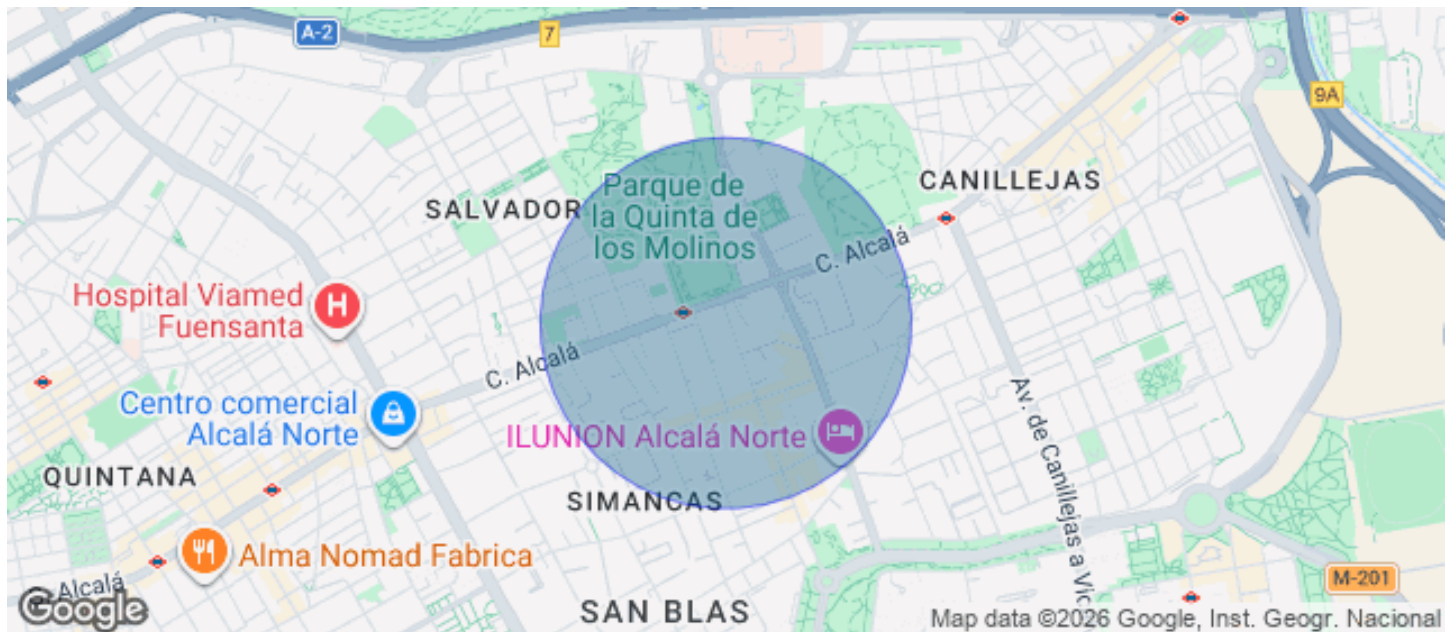 A-2
7
9A
CANILLEJAS
SALVADOR
Parque de
la Quinta de
los Molinos
C. Alcalá
Hospital Viamed
Fuensanta
H
C. Alcalá
Centro comercial
Alcalá Norte
ILUNION Alcalá Norte
Av. de Canillejas a Vic
QUINTANA
SIMANCAS
Alma Nomad Fabrica
Alcalá
M-201
Google
SAN BLAS
Map data ©2026 Google, Inst. Geogr. Nacional